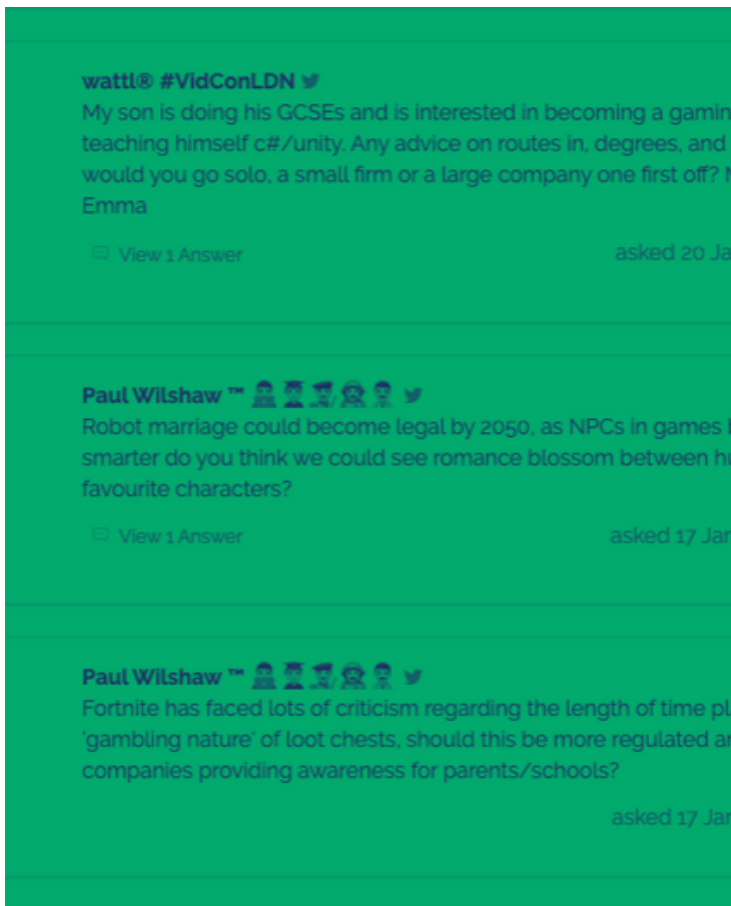 wattl® #VidConLDN
My son is doing his GCSEs and is interested in becoming a gamin
teaching himself c#/unity. Any advice on routes in, degrees, and
would you go solo, a small firm or a large company one first off?
Emma
View 1 Answer
asked 20 Ja
Paul Wilshaw ™
Robot marriage could become legal by 2050, as NPCs in games b
smarter do you think we could see romance blossom between hu
favourite characters?
View 1 Answer
asked 17 Jan
Paul Wilshaw ™
Fortnite has faced lots of criticism regarding the length of time pl
'gambling nature' of loot chests, should this be more regulated an
companies providing awareness for parents/schools?
asked 17 Jan